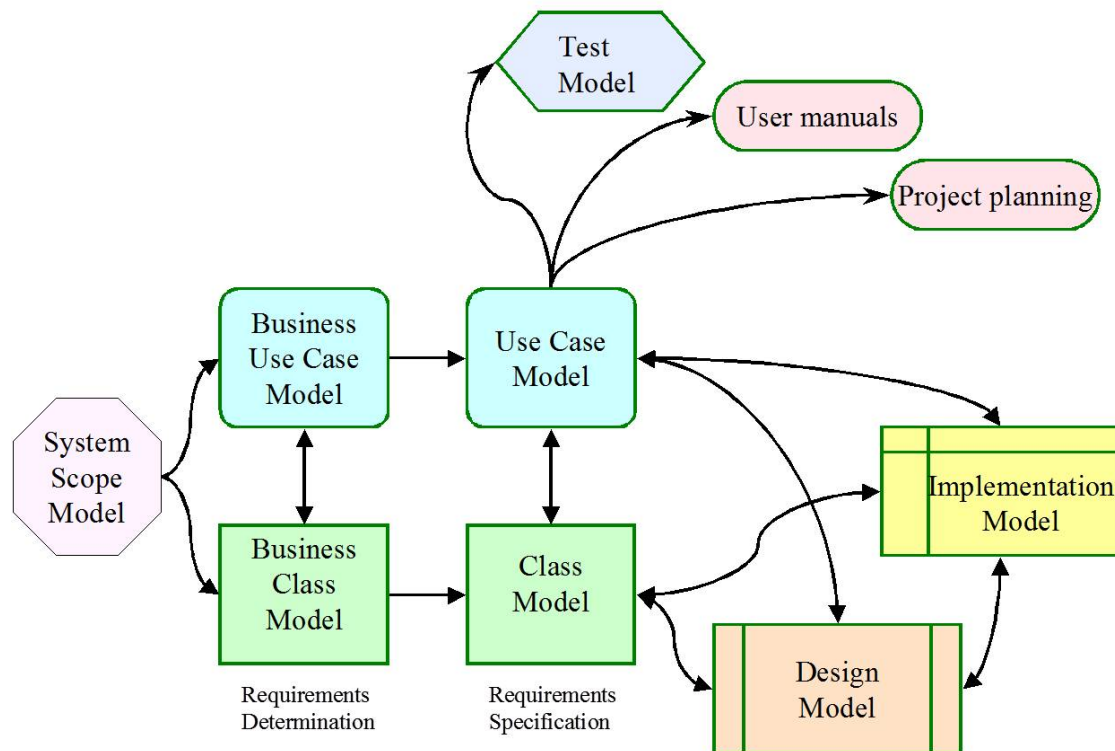 Test
Model
User manuals
Project planning
Business
Use Case
Model
Use Case
Model
System
Scope
Model
Implementation
Model
Business
Class
Model
Class
Model
Design
Model
Requirements
Determination
Requirements
Specification